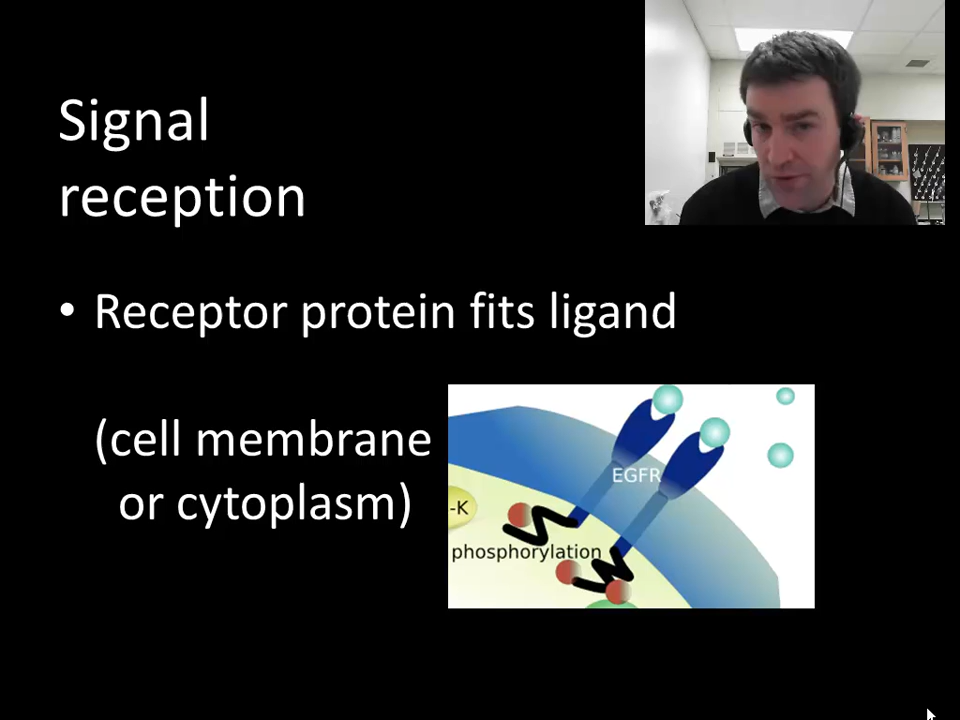 Signal
reception
• Receptor protein fits ligand
(cell membrane
or cytoplasm)
EGFR
-K
phosphorylation